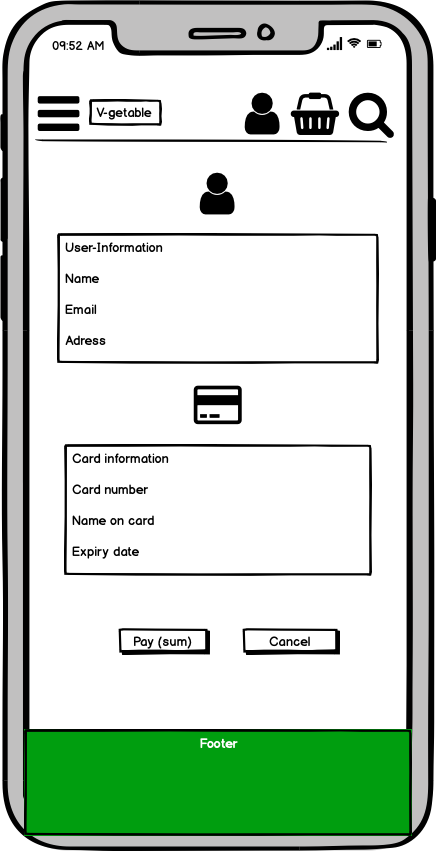 09:52 AM
V-getable
User-Information
Name
Email
Adress
Card information
Card number
Name on card
Expiry date
Pay (sum)
Cancel
Footer